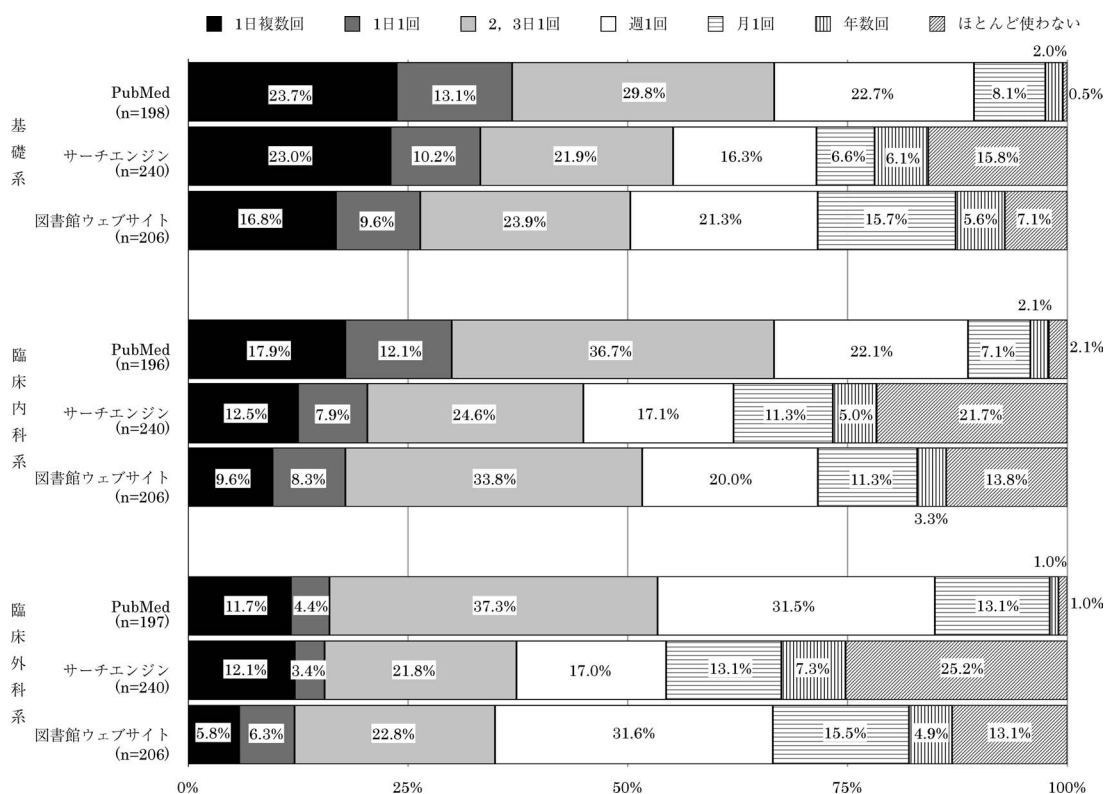 1日複数回 1日1回 2，3日1回 週1回 月1回 年数回 ほとんど使わない
基礎系
2.0%
PubMed
(n=198)
23.7% 13.1% 29.8% 22.7% 8.1% 0.5%
サーチエンジン
(n=240)
23.0% 10.2% 21.9% 16.3% 6.6% 6.1% 15.8%
図書館ウェブサイト
(n=206)
16.8% 9.6% 23.9% 21.3% 15.7% 5.6% 7.1%
臨床内科系
2.1%
PubMed
(n=196)
17.9% 12.1% 36.7% 22.1% 7.1% 2.1%
サーチエンジン
(n=240)
12.5% 7.9% 24.6% 17.1% 11.3% 5.0% 21.7%
図書館ウェブサイト
(n=206)
9.6% 8.3% 33.8% 20.0% 11.3% 13.8%
3.3%
臨床外科系
1.0%
PubMed
(n=197)
11.7% 4.4% 37.3% 31.5% 13.1% 1.0%
サーチエンジン
(n=240)
12.1% 3.4% 21.8% 17.0% 13.1% 7.3% 25.2%
図書館ウェブサイト
(n=206)
5.8% 6.3% 22.8% 31.6% 15.5% 4.9% 13.1%
0% 25% 50% 75% 100%